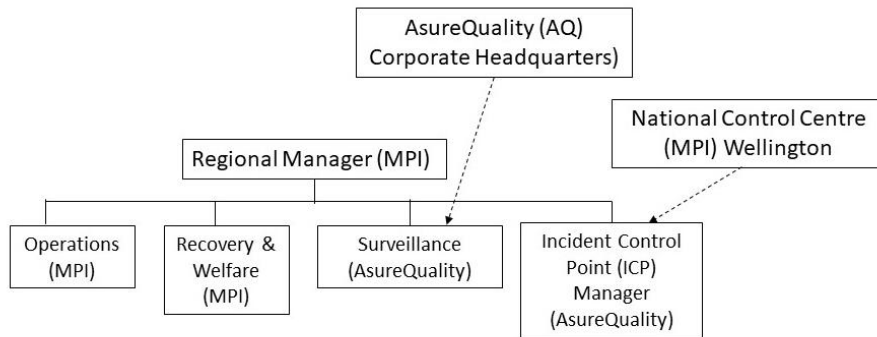 AsureQuality (AQ)
Corporate Headquarters)
National Control Centre
(MPI) Wellington
Regional Manager (MPI)
Operations
(MPI)
Recovery &
Welfare
(MPI)
Surveillance
(AsureQuality)
Incident Control
Point (ICP)
Manager
(AsureQuality)